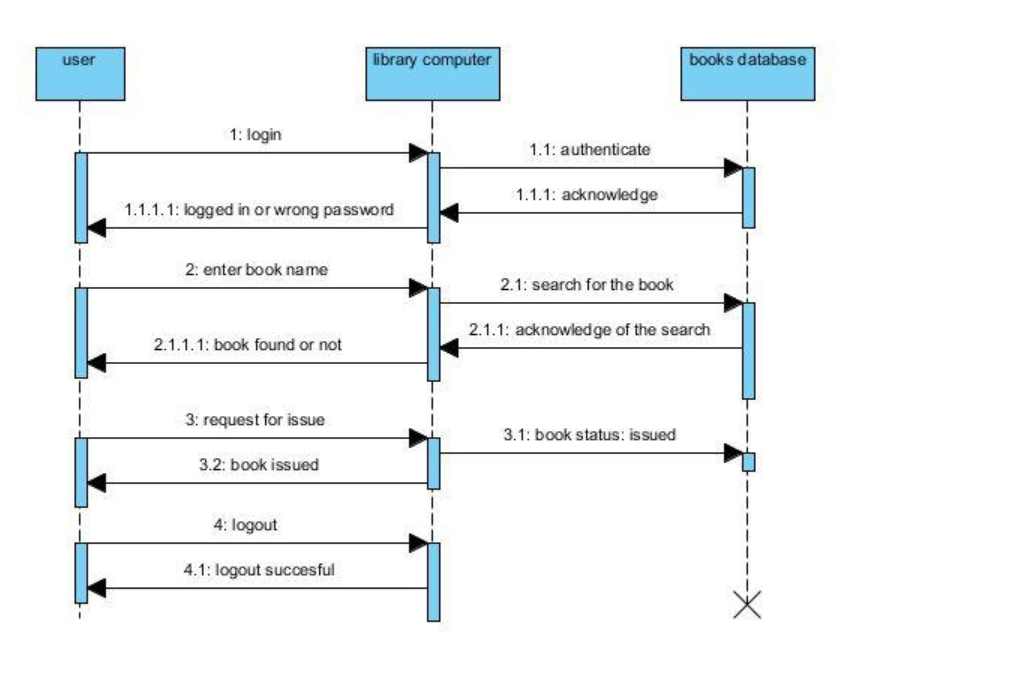 user
library computer
books database
1: login
1.1: authenticate
1.1.1: acknowledge
1.1.1.1: logged in or wrong password
2: enter book name
2.1: search for the book
2.1.1: acknowledge of the search
2.1.1.1: book found or not
3: request for issue
3.1: book status: issued
3.2: book issued
4: logout
4.1: logout succesful